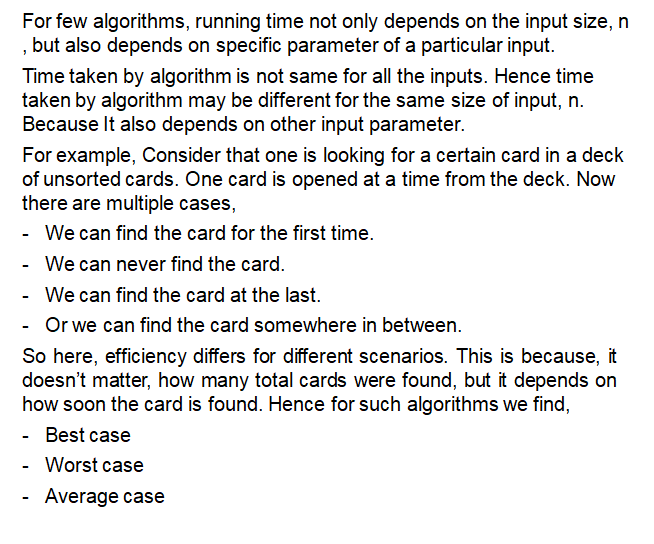 For few algorithms, running time not only depends on the input size, n
, but also depends on specific parameter of a particular input.
Time taken by algorithm is not same for all the inputs. Hence time
taken by algorithm may be different for the same size of input, n.
Because It also depends on other input parameter.
For example, Consider that one is looking for a certain card in a deck
of unsorted cards. One card is opened at a time from the deck. Now
there are multiple cases,
- We can find the card for the first time.
- We can never find the card.
- We can find the card at the last.
- Or we can find the card somewhere in between.
So here, efficiency differs for different scenarios. This is because, it
doesn’t matter, how many total cards were found, but it depends on
how soon the card is found. Hence for such algorithms we find,
- Best case
- Worst case
- Average case